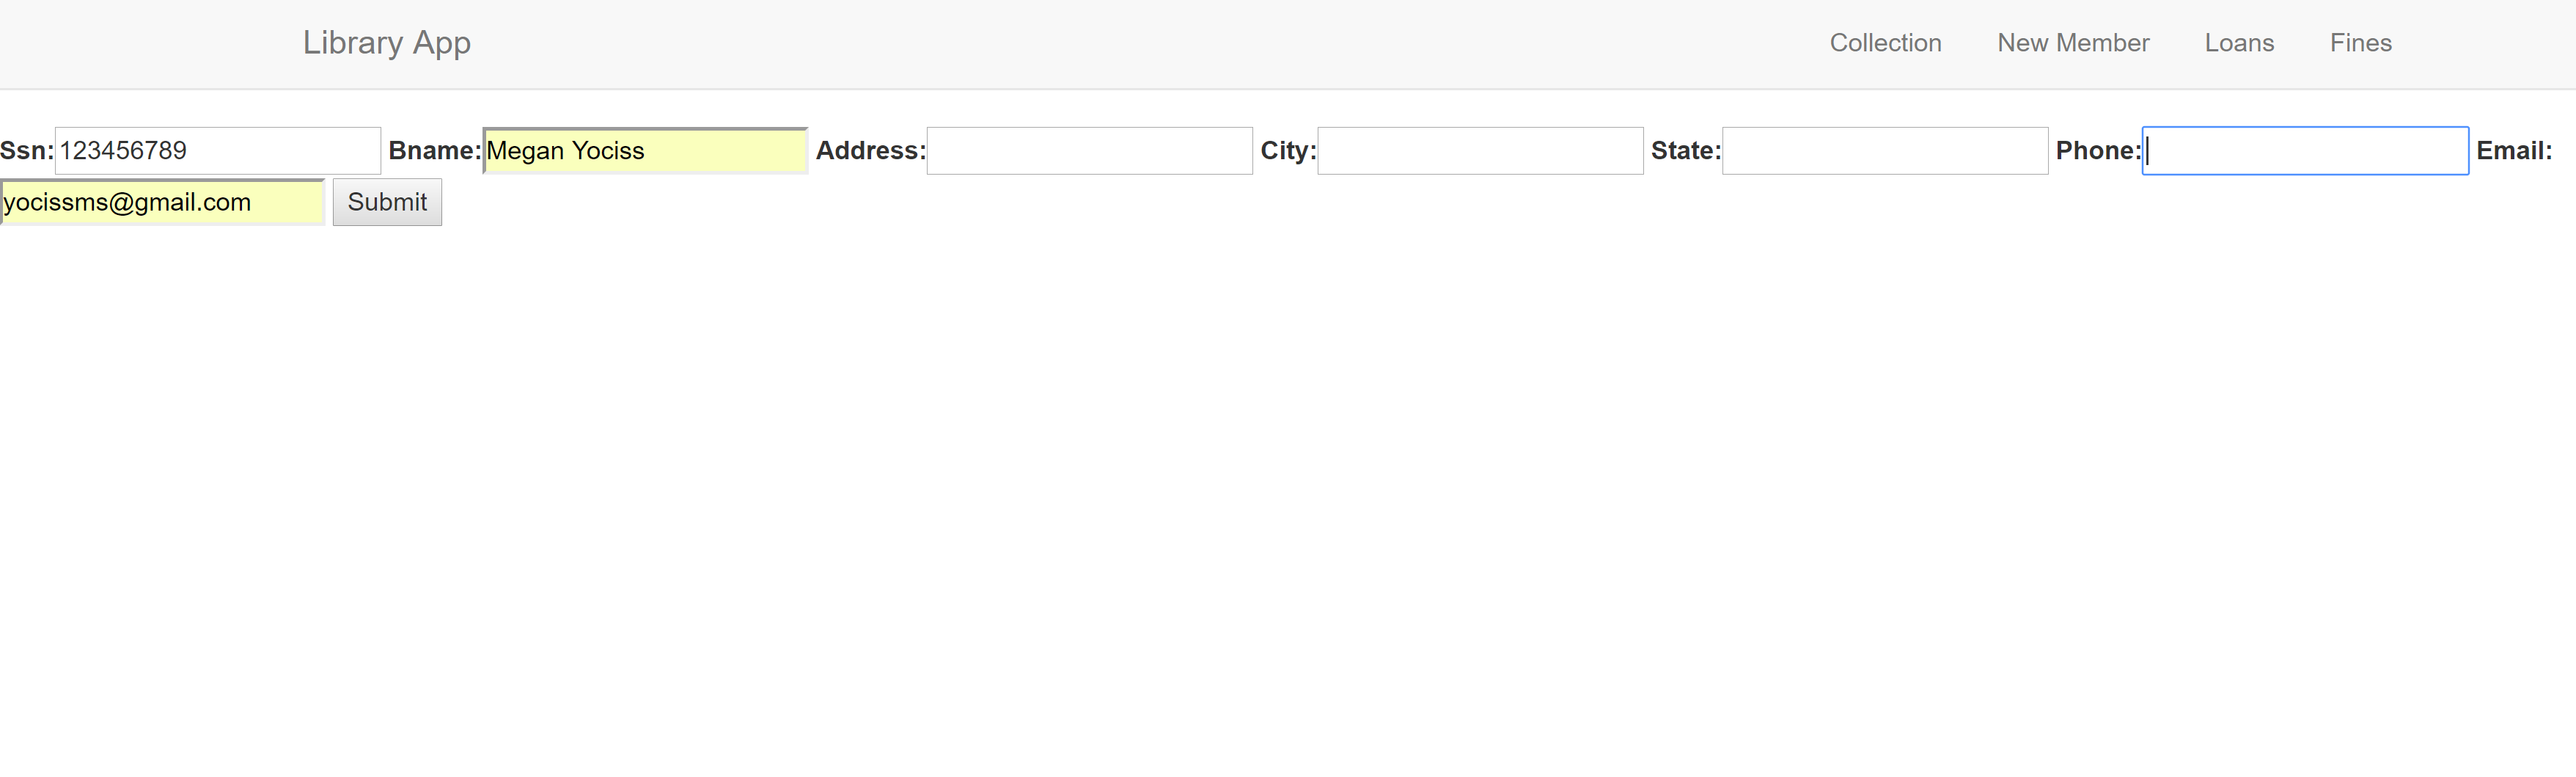 Library App Collection New Member Loans Fines
Ssn:123456789 Bname:Megan Yociss Address: City: State: Phone: Email:
yocissms@gmail.com Submit